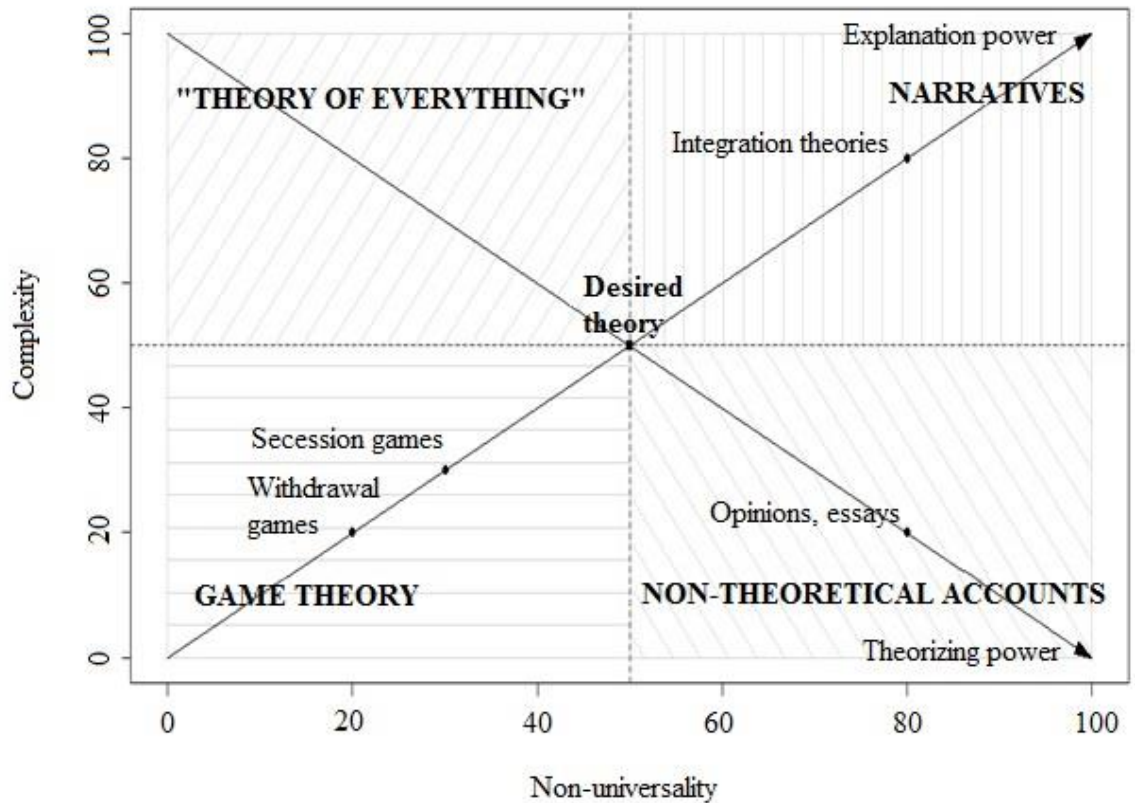 Explanation power
"THEORY OF EVERYTHING"
NARRATIVES
Integration theories
Desired
theory
Secession games
Withdrawal
games
Opinions, essays
GAME THEORY
NON-THEORETICAL ACCOUNTS
Theorizing power
Complexity
100
80
60
40
20
0
0 20 40 60 80 100
Non-universality